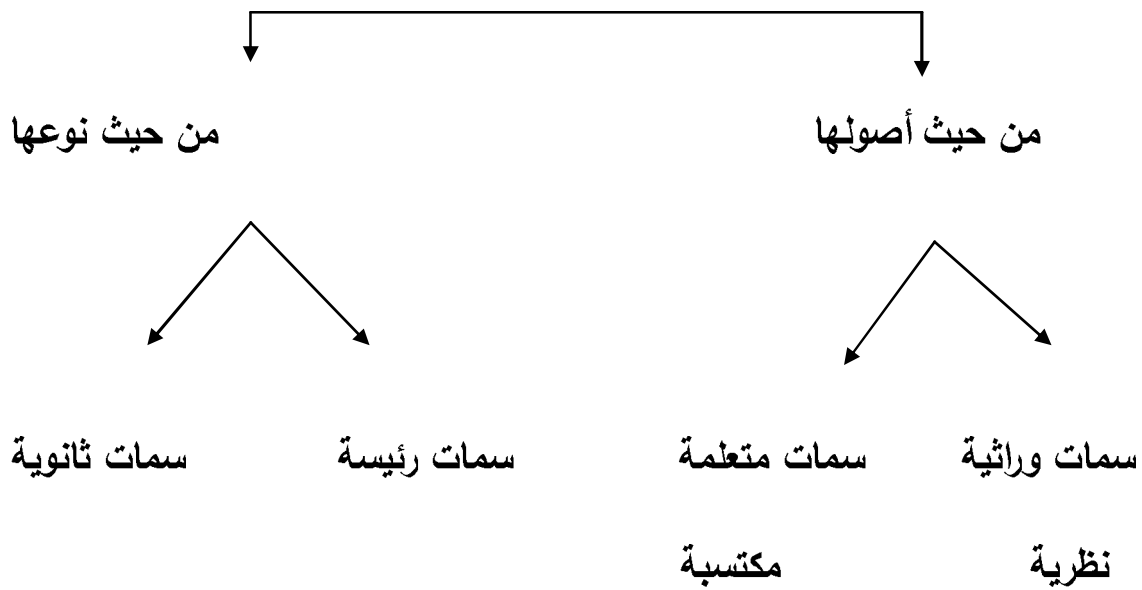 من حيث أصولها
من حيث نوعها
سمات وراثية
نظرية
سمات متعلمة
مكتسبة
سمات رئيسة
سمات ثانوية